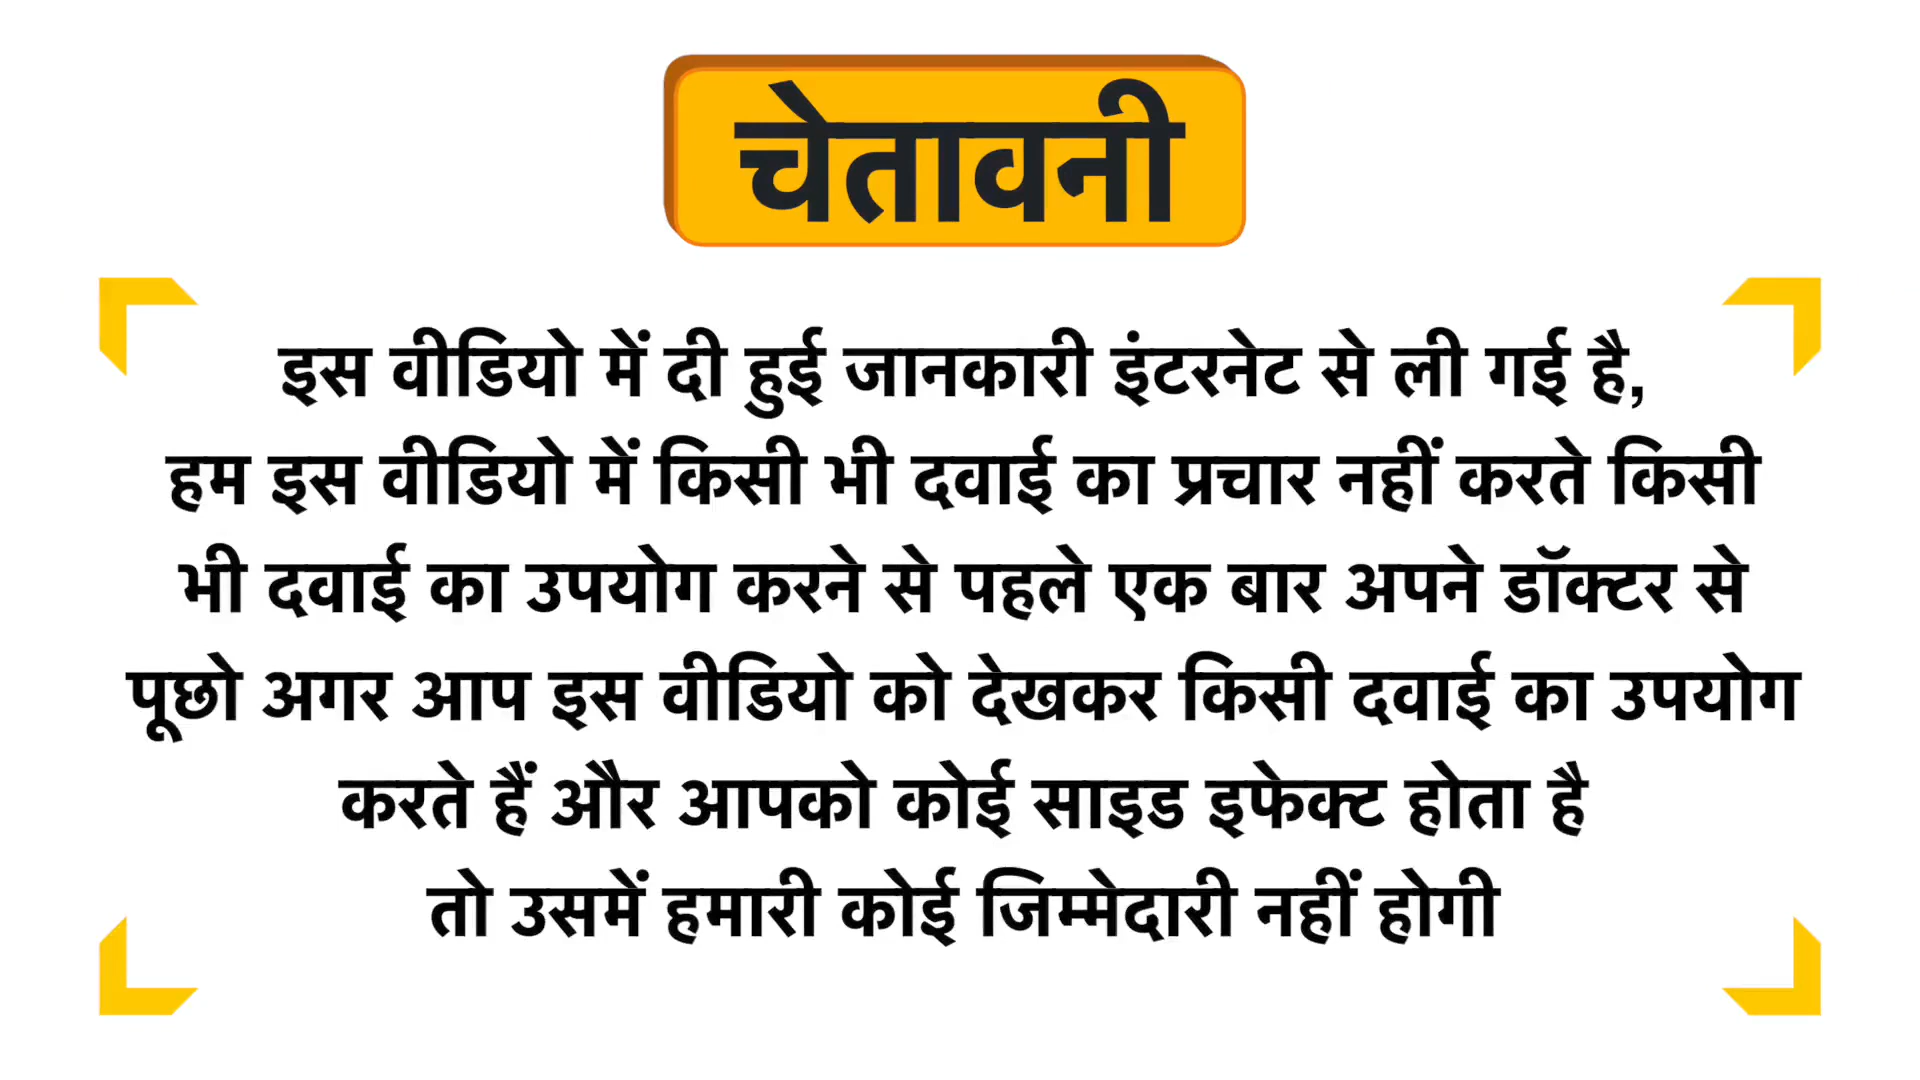 चेतावनी
इस वीडियो में दी हुई जानकारी इंटरनेट से ली गई है,
हम इस वीडियो में किसी भी दवाई का प्रचार नहीं करते किसी
भी दवाई का उपयोग करने से पहले एक बार अपने डॉक्टर से
पूछो अगर आप इस वीडियो को देखकर किसी दवाई का उपयोग
करते हैं और आपको कोई साइड इफेक्ट होता है
तो उसमें हमारी कोई जिम्मेदारी नहीं होगी